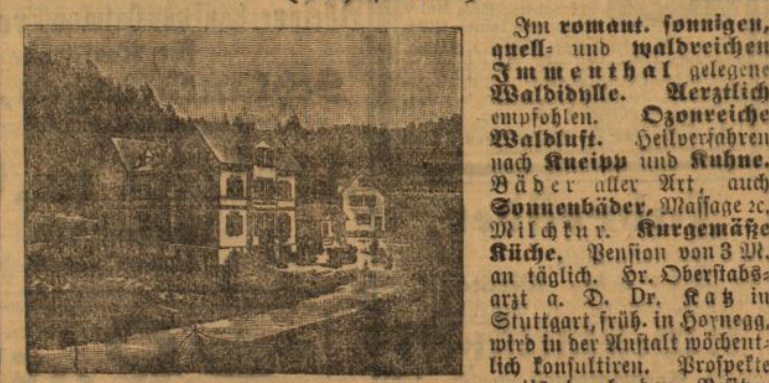 Im romant. sonnigen,
quell= und waldreichen
Immenthal gelegene
Waldidylle. Aerztlich
empfohlen. Ozonreiche
Waldluft. Heilverfahren
nach Kneipp und Kuhne.
Bäder aller Art, auch
Sonnenbäder, Massage ꝛc.
Milchkur. Kurgemäße
Küche. Pension von 3 M.
an täglich. Hr. Oberstabs=
arzt a. D. Dr. Katz in
Stuttgart, früh. in Hornegg,
wird in der Anstalt wöchent=
lich konsultiren. Prospekte